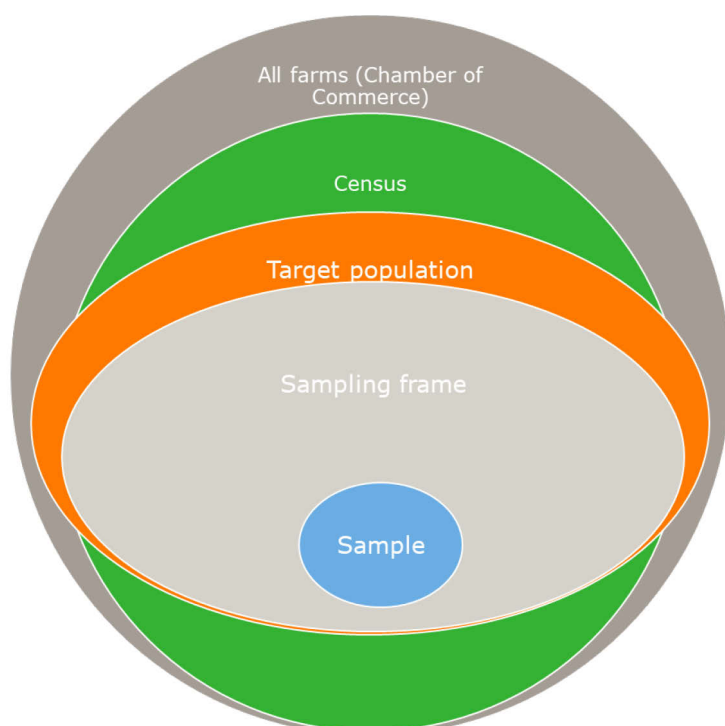 All farms (Chamber of
Commerce)
Census
Target population
Sampling frame
Sample